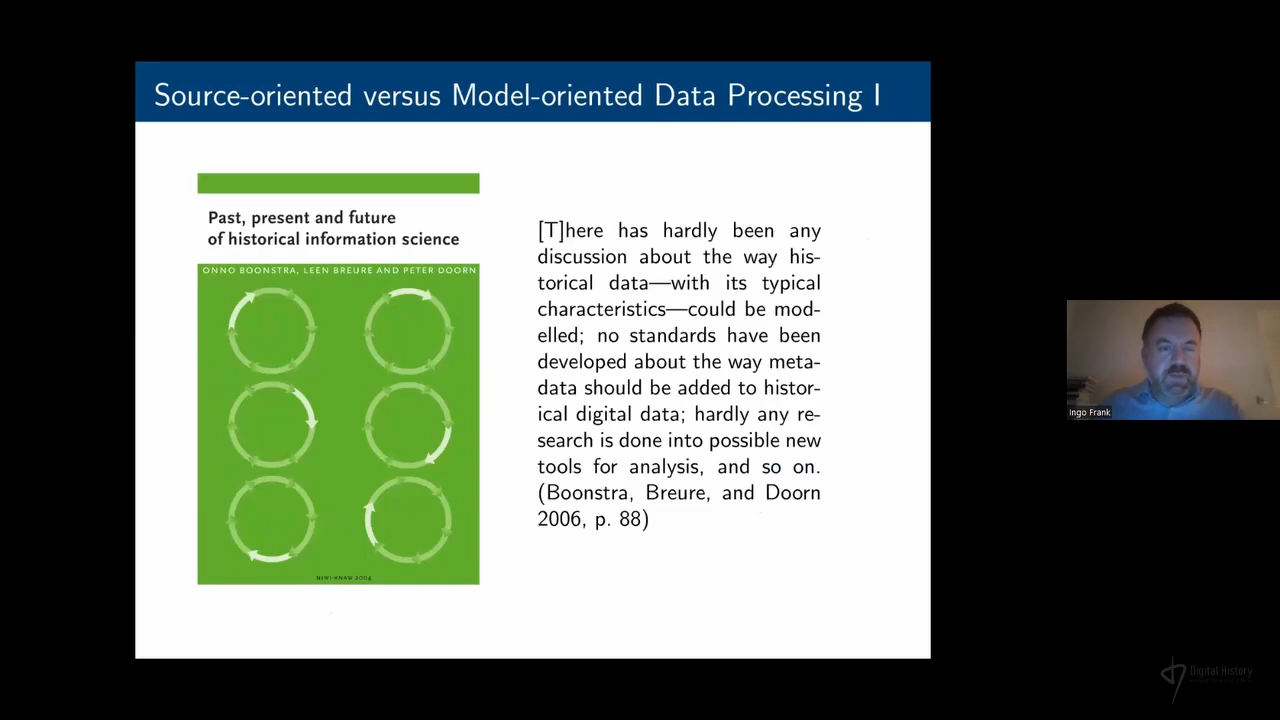 Source-oriented versus Model-oriented Data Processing I
Past, present and future
of historical information science
ONNO BOONSTRA, LEEN BREURE AND PETER DOORN
NIWI-KNAW 2004
[T]here has hardly been any
discussion about the way his-
torical data—with its typical
characteristics—could be mod-
elled; no standards have been
developed about the way meta-
data should be added to histor-
ical digital data; hardly any re-
search is done into possible new
tools for analysis, and so on.
(Boonstra, Breure, and Doorn
2006, p. 88)
Ingo Frank
Digital History